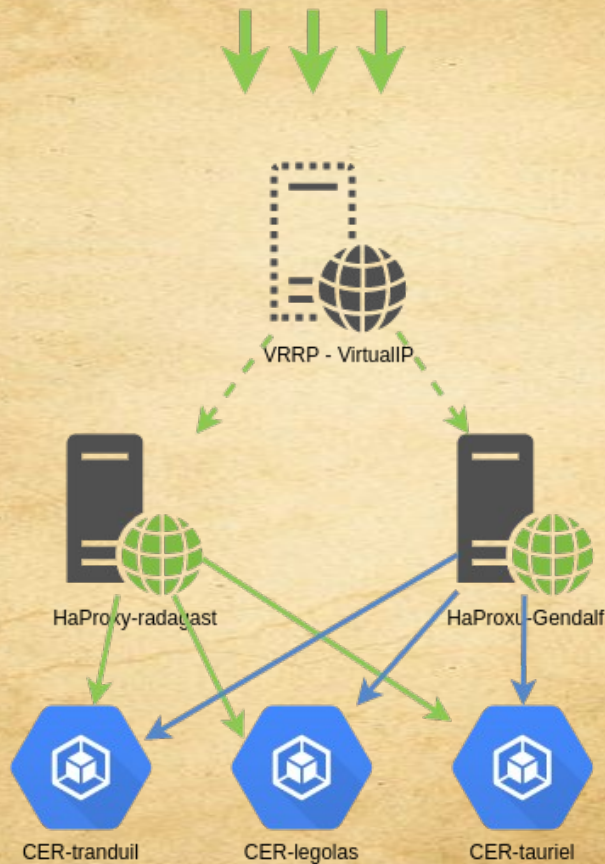 VRRP - VirtualIP
HaProxy-radagast
HaProxu-Gendalf
CER-tranduil
CER-legolas
CER-tauriel